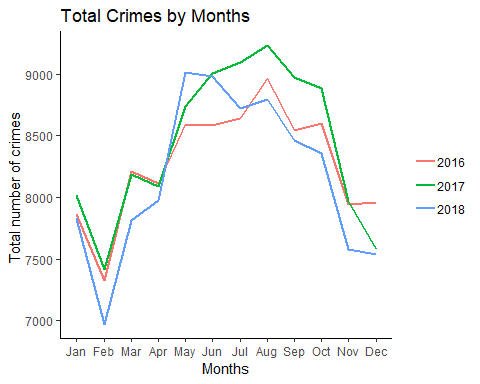 Total Crimes by Months
Total number of crimes
9000
8500
8000
7500
7000
Jan Feb Mar Apr May Jun Jul Aug Sep Oct Nov Dec
Months
2016
2017
2018